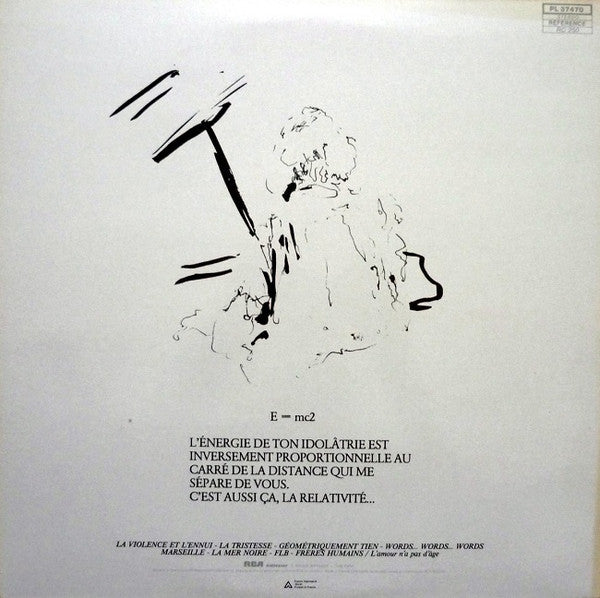 PL 37470
RÉFÉRENCE
RC 250
E = mc2
L'ÉNERGIE DE TON IDOLÂTRIE EST
INVERSEMENT PROPORTIONNELLE AU
CARRÉ DE LA DISTANCE QUI ME
SÉPARE DE VOUS.
C'EST AUSSI ÇA, LA RELATIVITÉ...
LA VIOLENCE ET L'ENNUI - LA TRISTESSE - GÉOMÉTRIQUEMENT TIEN - WORDS... WORDS... WORDS
MARSEILLE - LA MER NOIRE - FLB - FRÈRES HUMAINS / L'amour n'a pas d'âge
RCA